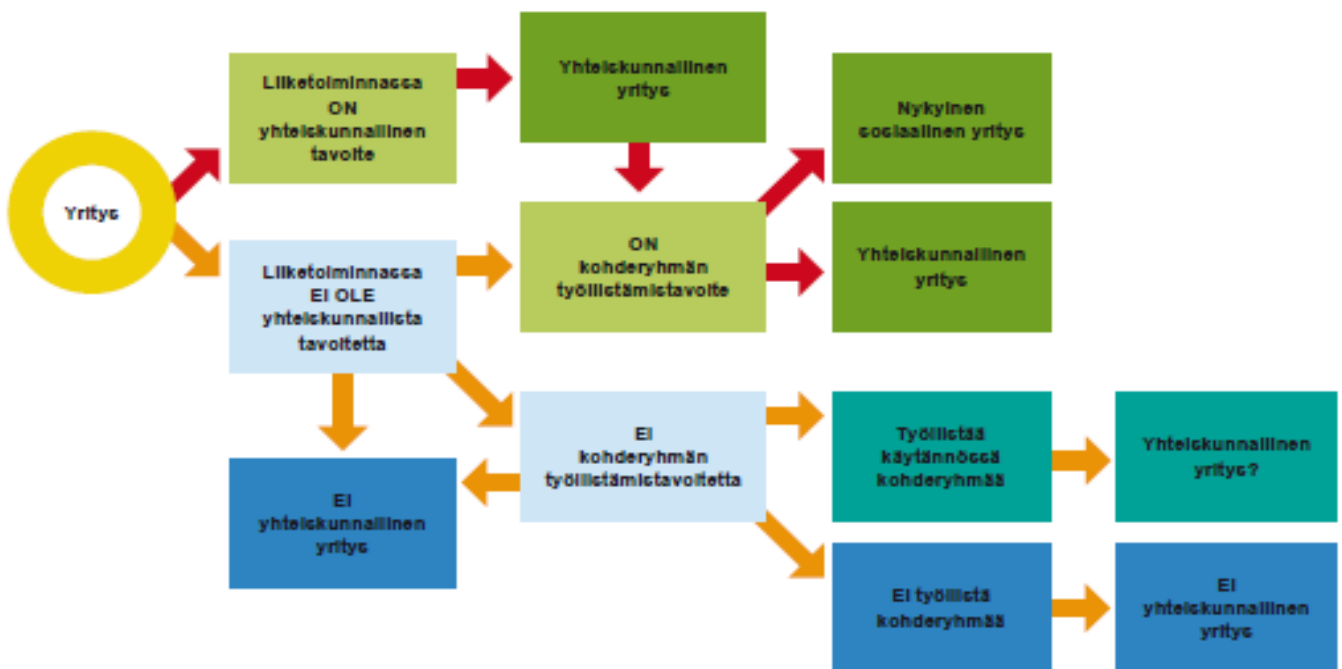 Yritys
Liiketoiminnassa
ON
yhteiskunnallinen
tavoite
Yhteiskunnallinen
yritys
Nykyinen
sosiaalinen yritys
Liiketoiminnassa
EI OLE
yhteiskunnallista
tavoitetta
ON
kohderyhmän
työllistämistavoite
Yhteiskunnallinen
yritys
EI
yhteiskunnallinen
yritys
EI
kohderyhmän
työllistämistavoitetta
Työllistää
käytännössä
kohderyhmää
Yhteiskunnallinen
yritys?
EI työllistä
kohderyhmää
EI
yhteiskunnallinen
yritys